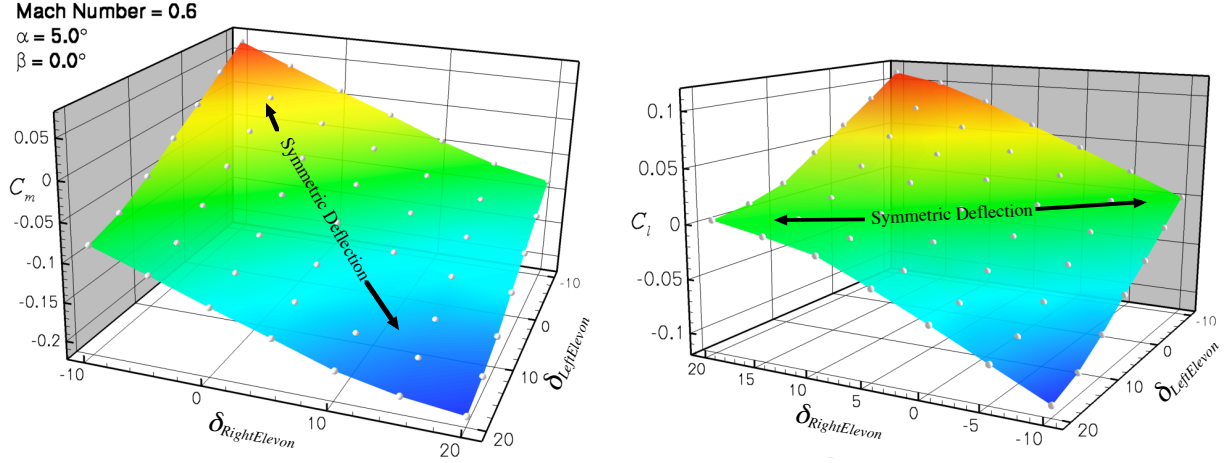 Mach Number = 0.6
α = 5.0°
β = 0.0°
0.05
0
-0.05
-0.1
-0.15
-0.2
C_m
Symmetric Deflection
-10
0
10
20
δ_RightElevon
-10
0
10
20
δ_LeftElevon
0.1
0.05
0
-0.05
-0.1
C_l
Symmetric Deflection
20
15
10
5
0
-5
-10
δ_RightElevon
-10
0
10
20
δ_LeftElevon